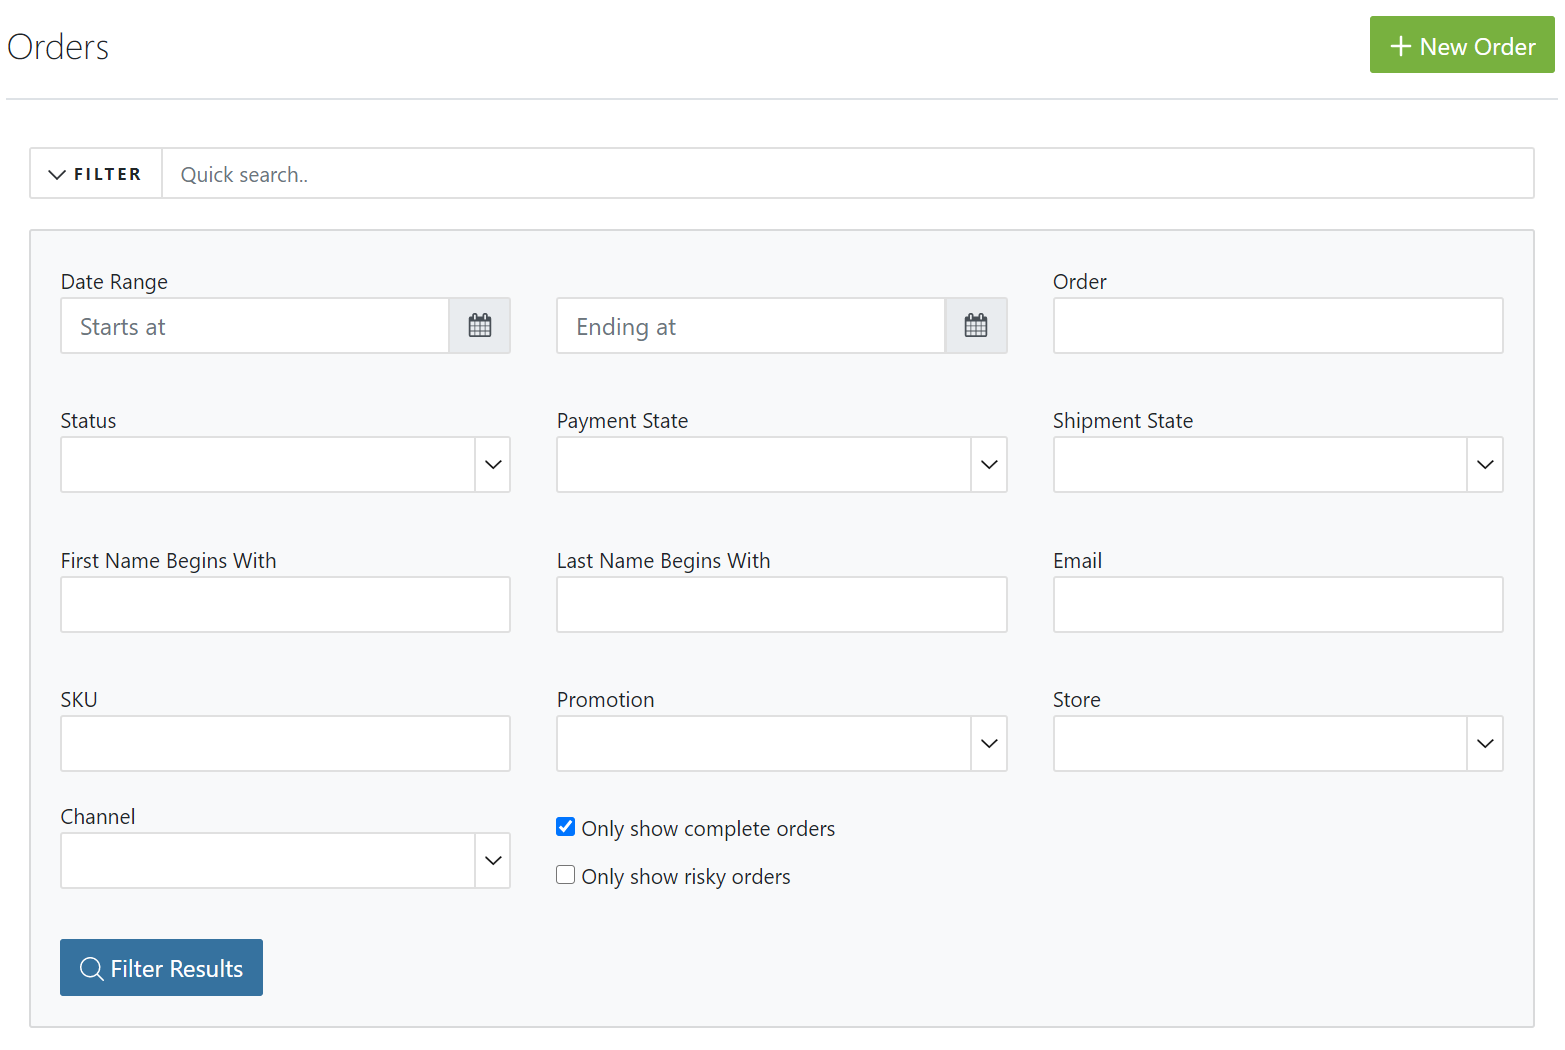 Orders
New Order
FILTER
Quick search..
Date Range
Order
Starts at
Ending at
Status
Payment State
Shipment State
First Name Begins With
Last Name Begins With
Email
SKU
Promotion
Store
Channel
Only show complete orders
Only show risky orders
Filter Results